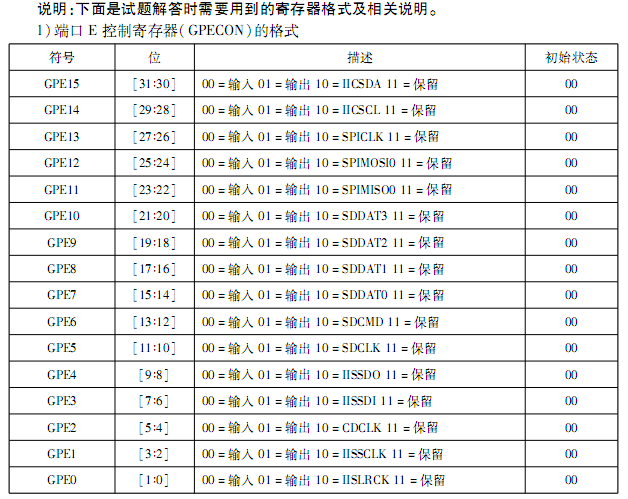 说明:下面是试题解答时需要用到的寄存器格式及相关说明。
1)端口 E 控制寄存器(GPECON)的格式
符号 位 描述 初始状态
GPE15 [31:30] 00=输入 01=输出 10=IICSDA 11=保留 00
GPE14 [29:28] 00=输入 01=输出 10=IICSCL 11=保留 00
GPE13 [27:26] 00=输入 01=输出 10=SPICLK 11=保留 00
GPE12 [25:24] 00=输入 01=输出 10=SPIMOSI0 11=保留 00
GPE11 [23:22] 00=输入 01=输出 10=SPIMISO0 11=保留 00
GPE10 [21:20] 00=输入 01=输出 10=SDDAT3 11=保留 00
GPE9 [19:18] 00=输入 01=输出 10=SDDAT2 11=保留 00
GPE8 [17:16] 00=输入 01=输出 10=SDDAT1 11=保留 00
GPE7 [15:14] 00=输入 01=输出 10=SDDAT0 11=保留 00
GPE6 [13:12] 00=输入 01=输出 10=SDCMD 11=保留 00
GPE5 [11:10] 00=输入 01=输出 10=SDCLK 11=保留 00
GPE4 [9:8] 00=输入 01=输出 10=IISSDO 11=保留 00
GPE3 [7:6] 00=输入 01=输出 10=IISSDI 11=保留 00
GPE2 [5:4] 00=输入 01=输出 10=CDCLK 11=保留 00
GPE1 [3:2] 00=输入 01=输出 10=IISSCLK 11=保留 00
GPE0 [1:0] 00=输入 01=输出 10=IISLRCK 11=保留 00